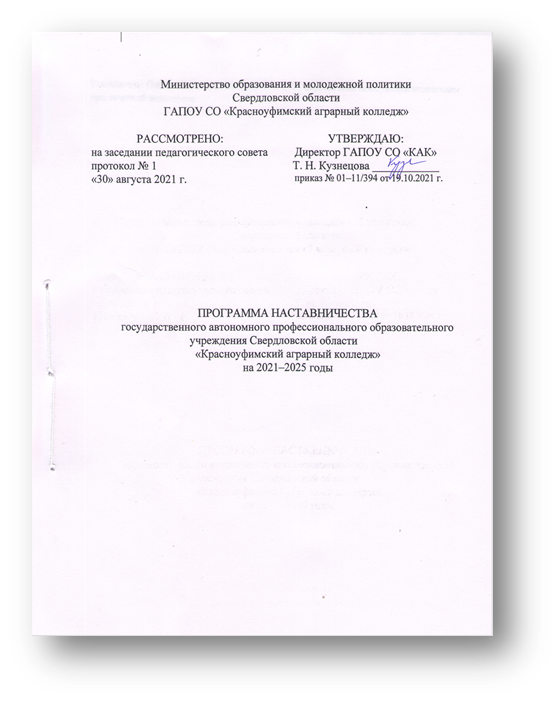 Министерство образования и молодежной политики
Свердловской области
ГАПОУ СО «Красноуфимский аграрный колледж»
РАССМОТРЕНО:
на заседании педагогического совета
протокол № 1
«30» августа 2021 г.
УТВЕРЖДАЮ:
Директор ГАПОУ СО «КАК»
Т. Н. Кузнецова ____________
приказ № 01–11/394 от 19.10.2021 г.
ПРОГРАММА НАСТАВНИЧЕСТВА
государственного автономного профессионального образовательного
учреждения Свердловской области
«Красноуфимский аграрный колледж»
на 2021–2025 годы